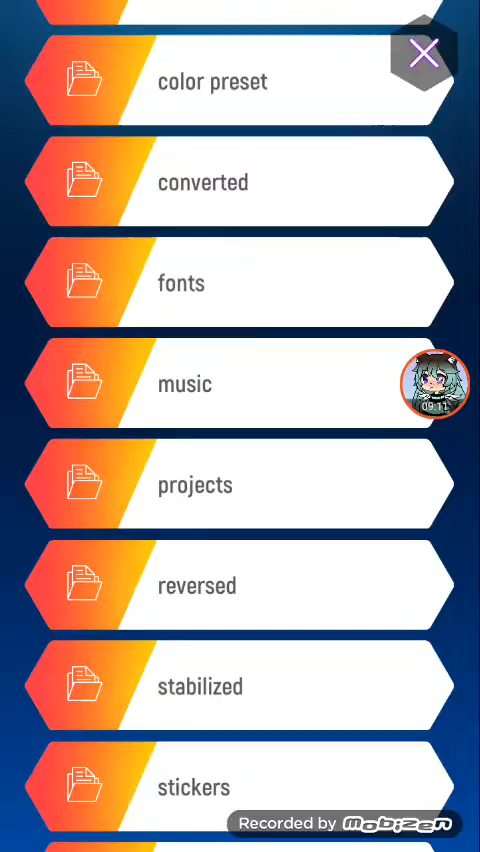 color preset
converted
fonts
music
09:11
projects
reversed
stabilized
stickers
Recorded by Mobizen